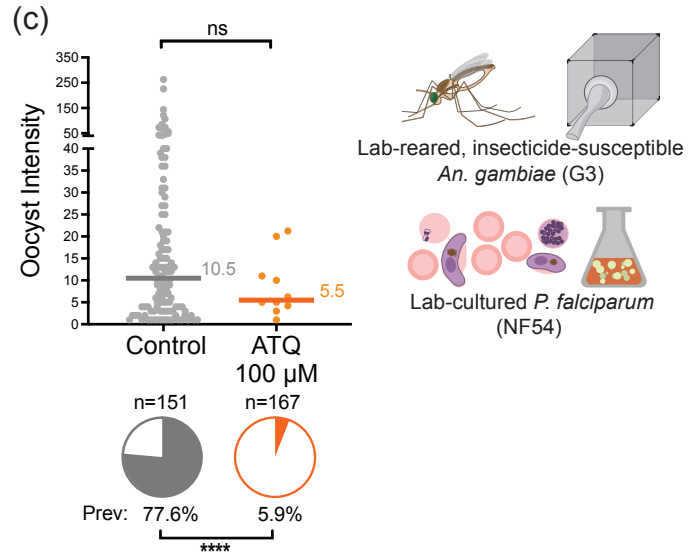 (c)
ns
Oocyst Intensity
350
250
150
50
40
35
30
25
20
15
10
5
0
10.5
5.5
Control
ATQ
100 µM
n=151
n=167
Prev:
77.6%
5.9%
****
Lab-reared, insecticide-susceptible
An. gambiae (G3)
Lab-cultured P. falciparum
(NF54)